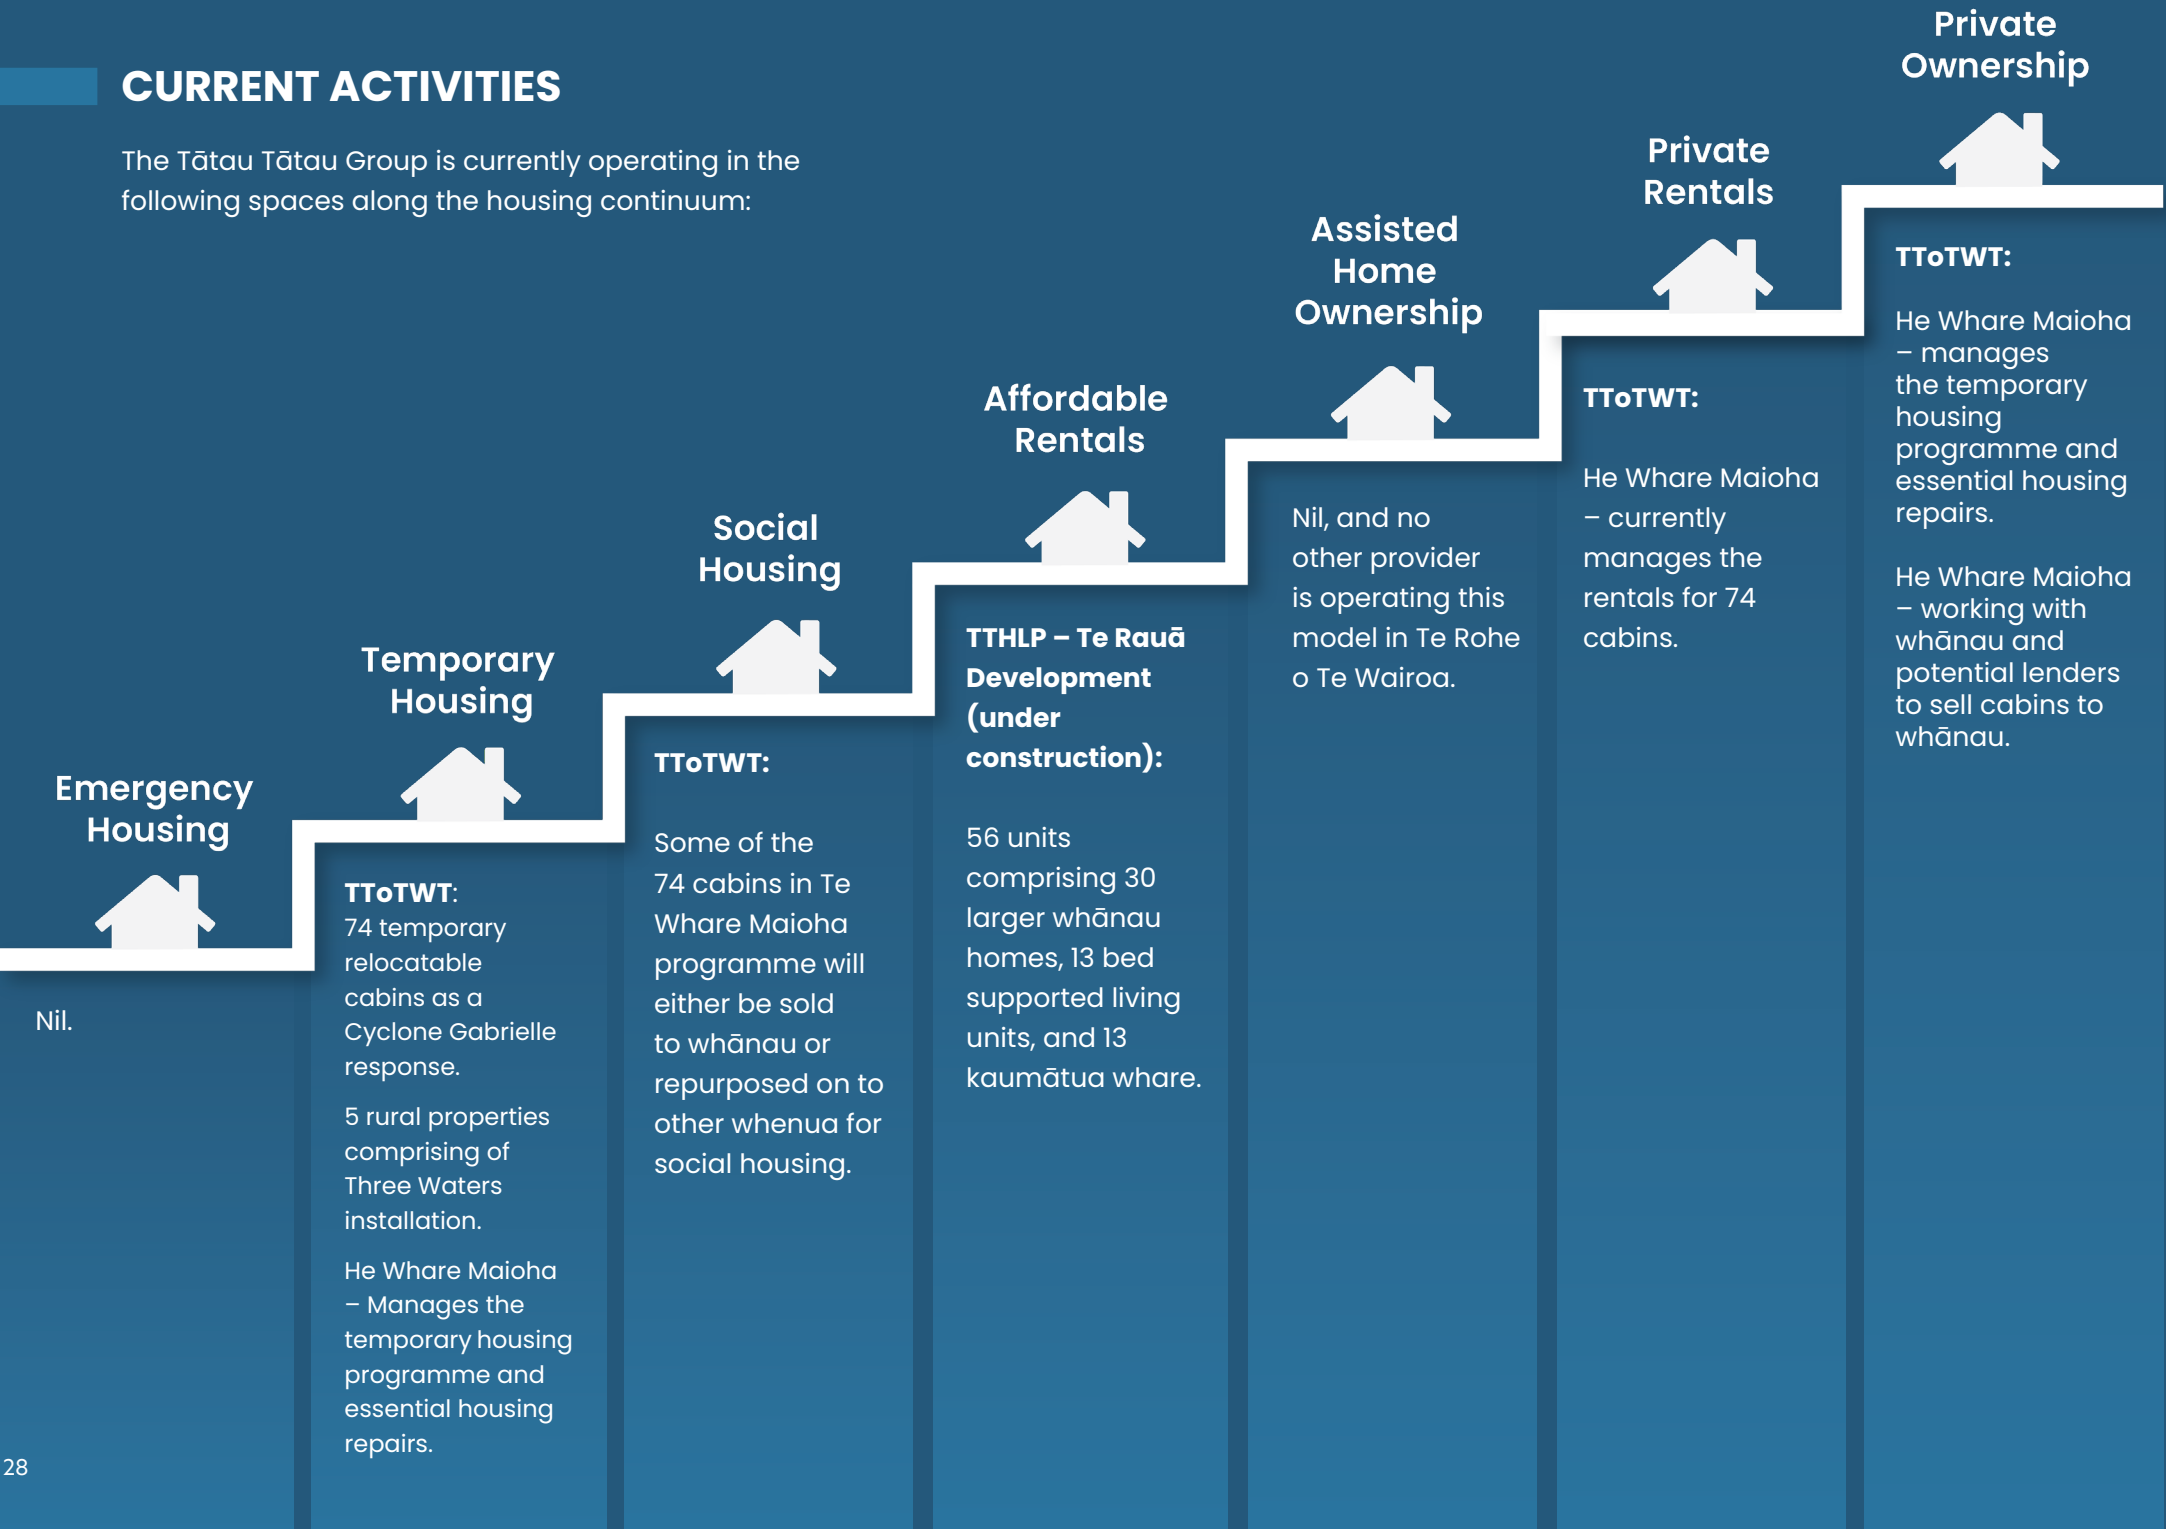 CURRENT ACTIVITIES
The Tātau Tātau Group is currently operating in the
following spaces along the housing continuum:
Emergency
Housing
Nil.
Temporary
Housing
TToTWT:
74 temporary
relocatable
cabins as a
Cyclone Gabrielle
response.
5 rural properties
comprising of
Three Waters
installation.
He Whare Maioha
– Manages the
temporary housing
programme and
essential housing
repairs.
Social
Housing
TToTWT:
Some of the
74 cabins in Te
Whare Maioha
programme will
either be sold
to whānau or
repurposed on to
other whenua for
social housing.
Affordable
Rentals
TTHLP – Te Rauā
Development
(under
construction):
56 units
comprising 30
larger whānau
homes, 13 bed
supported living
units, and 13
kaumātua whare.
Assisted
Home
Ownership
Nil, and no
other provider
is operating this
model in Te Rohe
o Te Wairoa.
Private
Rentals
TToTWT:
He Whare Maioha
– currently
manages the
rentals for 74
cabins.
Private
Ownership
TToTWT:
He Whare Maioha
– manages
the temporary
housing
programme and
essential housing
repairs.
He Whare Maioha
– working with
whānau and
potential lenders
to sell cabins to
whānau.
28